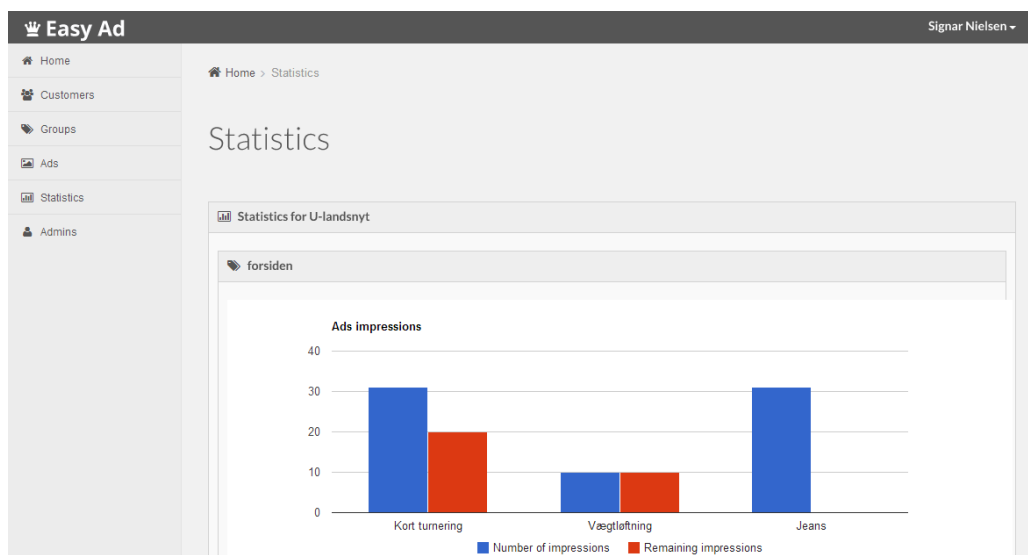 Easy Ad
Signar Nielsen
Home
Customers
Groups
Ads
Statistics
Admins
Home > Statistics
Statistics
Statistics for U-landsnyt
forsiden
Ads impressions
40
30
20
10
0
Kort turnering Vægtløftning Jeans
Number of impressions Remaining impressions